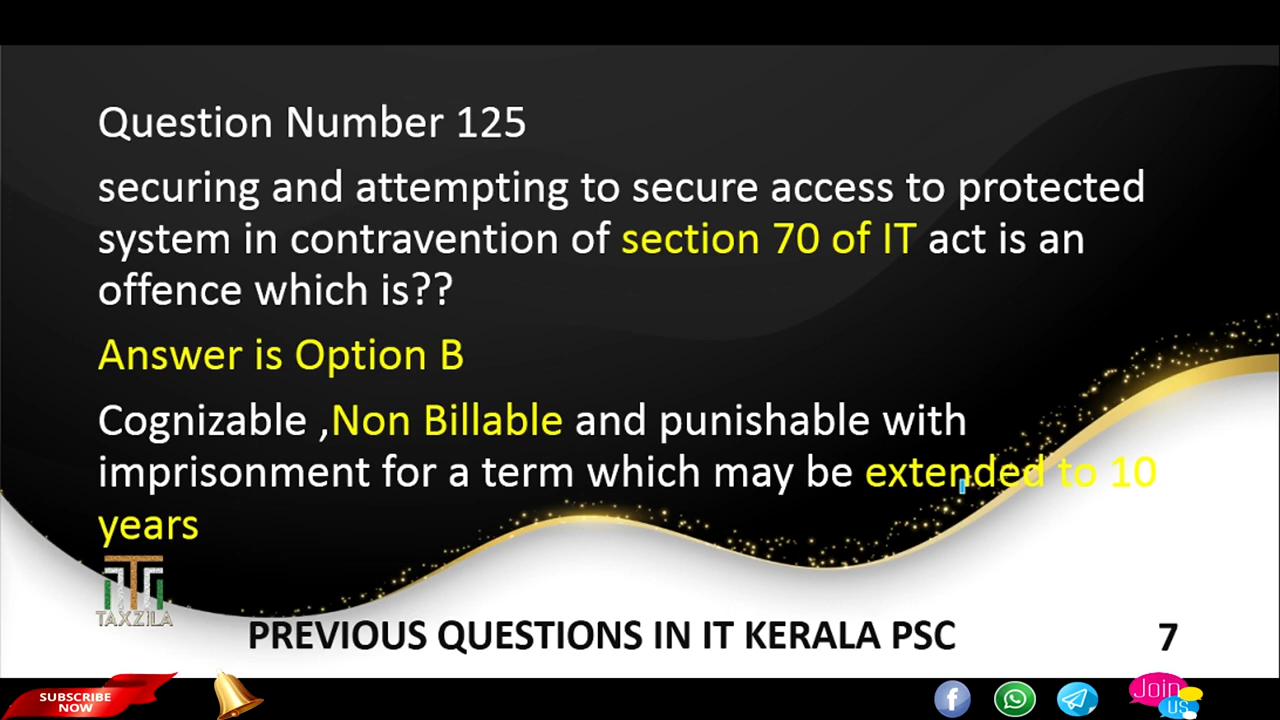 Question Number 125
securing and attempting to secure access to protected
system in contravention of section 70 of IT act is an
offence which is??
Answer is Option B
Cognizable ,Non Billable and punishable with
imprisonment for a term which may be extended to 10
years
TAXZILA
PREVIOUS QUESTIONS IN IT KERALA PSC
7
SUBSCRIBE
NOW
Join
US